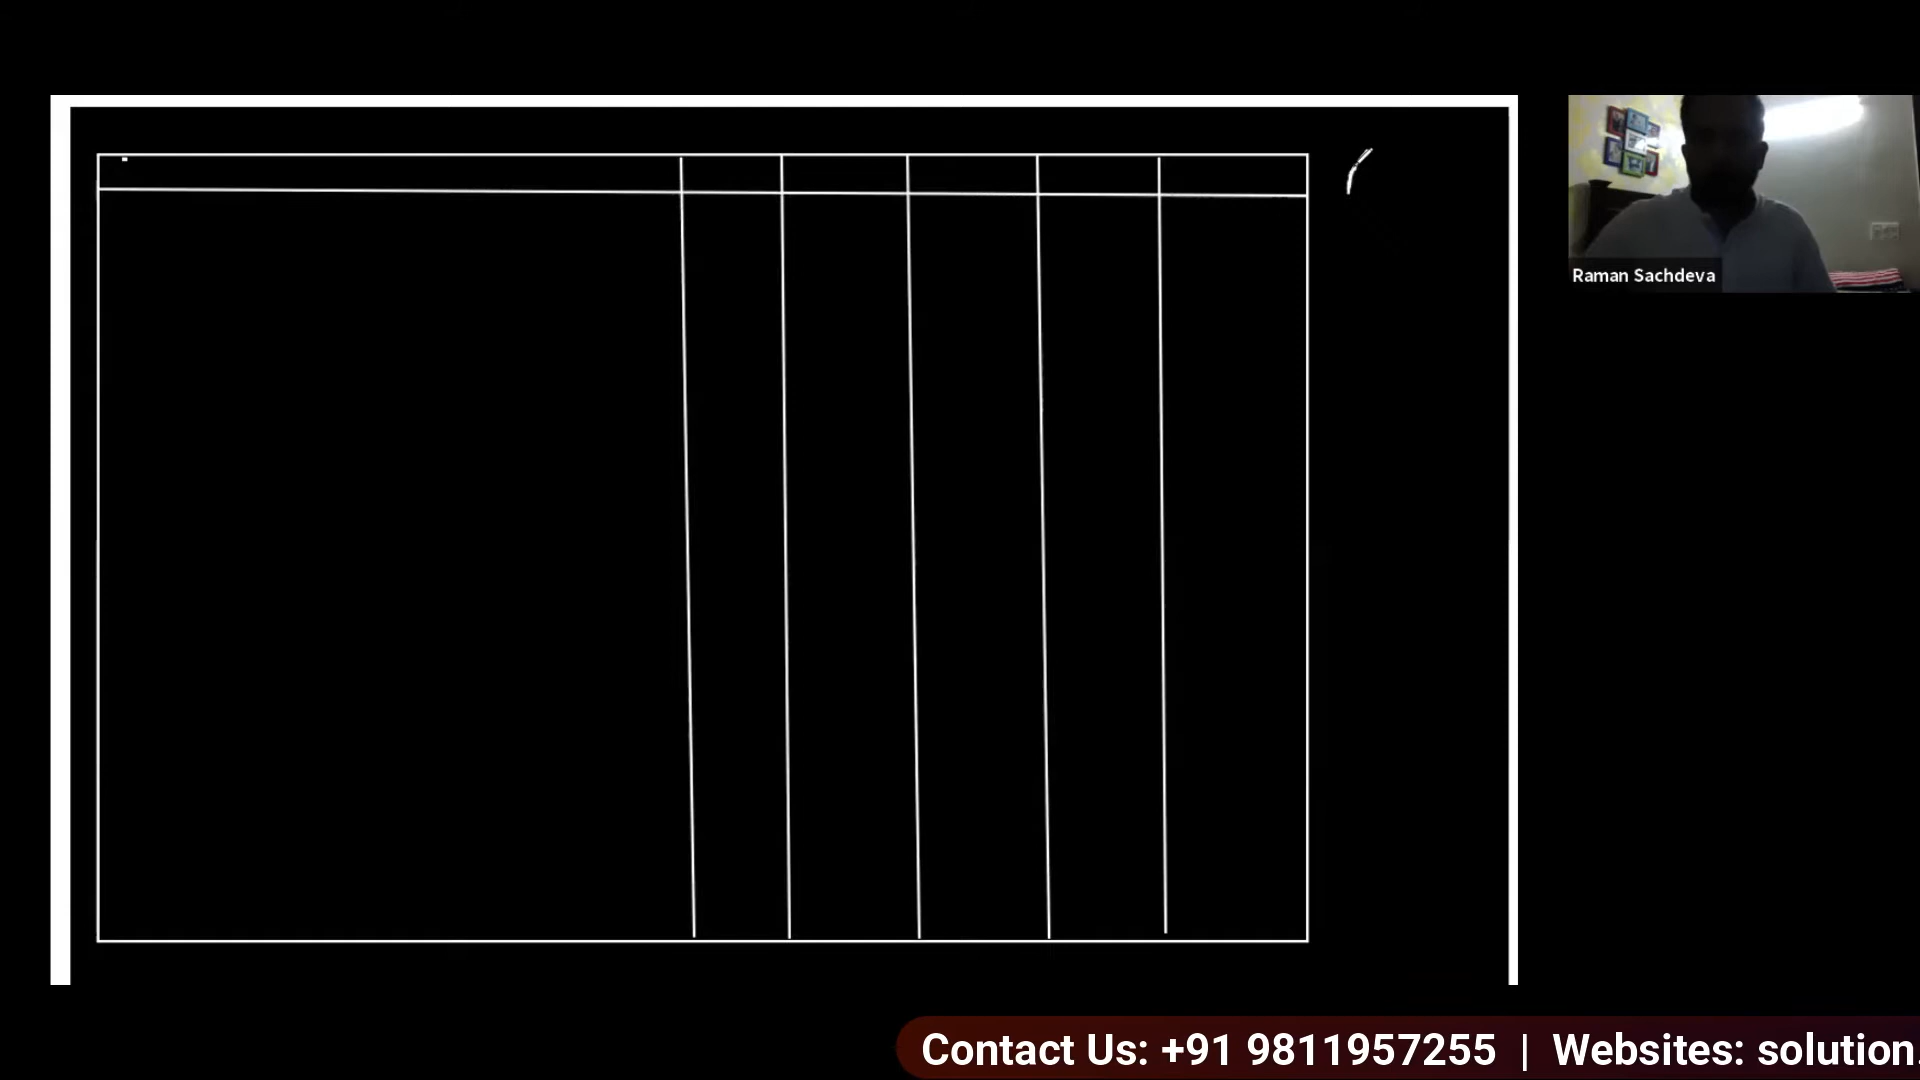 Raman Sachdeva
Contact Us: +91 9811957255 | Websites: solution.